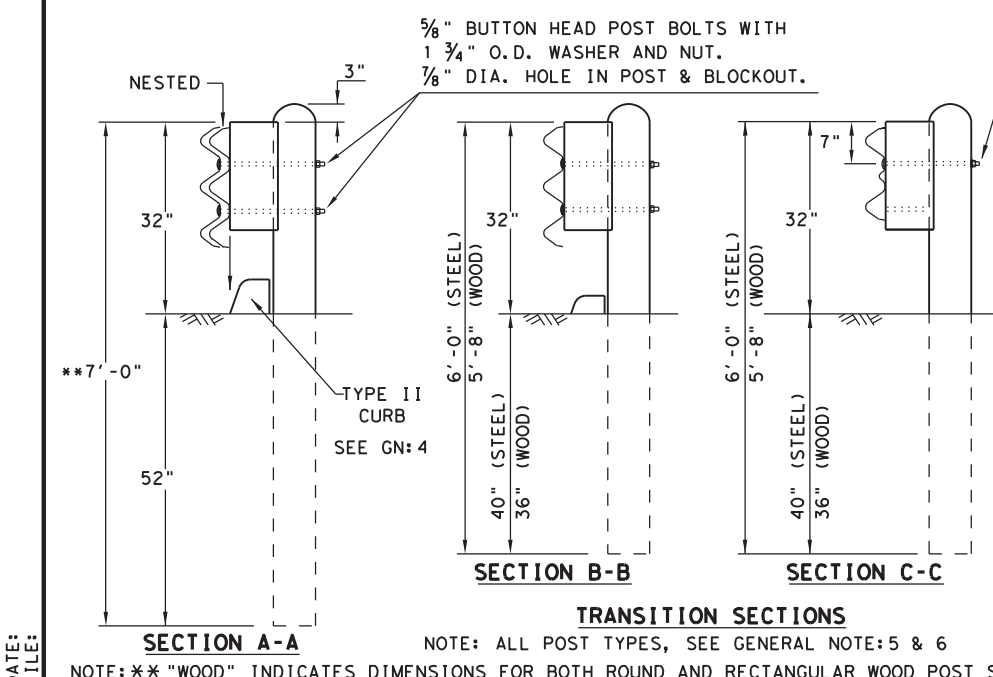 ⅝" BUTTON HEAD POST BOLTS WITH
1 ¾" O.D. WASHER AND NUT.
⅞" DIA. HOLE IN POST & BLOCKOUT.
NESTED
3"
7"
32"
32"
32"
**7'-0"
6'-0" (STEEL)
5'-8" (WOOD)
6'-0" (STEEL)
5'-8" (WOOD)
TYPE II
CURB
SEE GN:4
52"
40" (STEEL)
36" (WOOD)
40" (STEEL)
36" (WOOD)
SECTION B-B
SECTION C-C
TRANSITION SECTIONS
SECTION A-A
NOTE: ALL POST TYPES, SEE GENERAL NOTE:5 & 6
NOTE:** "WOOD" INDICATES DIMENSIONS FOR BOTH ROUND AND RECTANGULAR WOOD POST